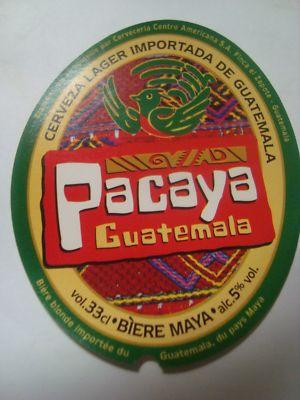 par Cerveceria Centro Americana S.A. Finca el Zapote - Guatemala
CERVEZA LAGER IMPORTADA DE GUATEMALA
Pacaya
Guatemala
vol.33cl • BIÈRE MAYA • alc.5% vol.
Bière blonde importée du Guatemala, du pays Maya